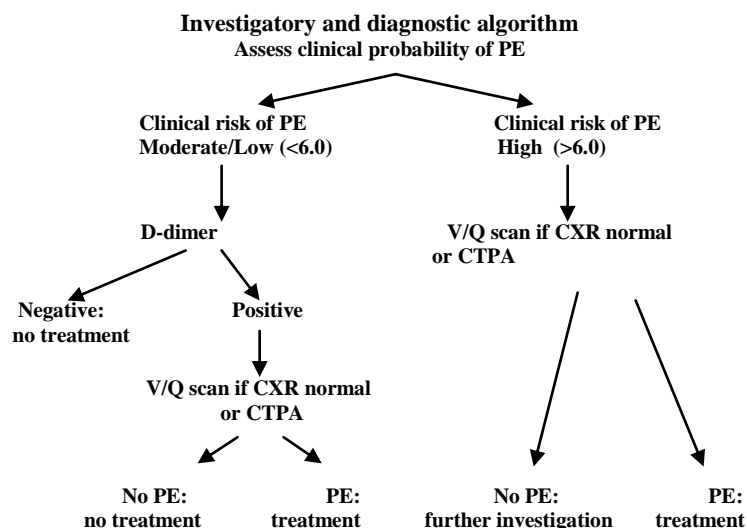 Investigatory and diagnostic algorithm
Assess clinical probability of PE
Clinical risk of PE
Moderate/Low (<6.0)
Clinical risk of PE
High (>6.0)
D-dimer
V/Q scan if CXR normal
or CTPA
Negative:
no treatment
Positive
V/Q scan if CXR normal
or CTPA
No PE:
no treatment
PE:
treatment
No PE:
further investigation
PE:
treatment